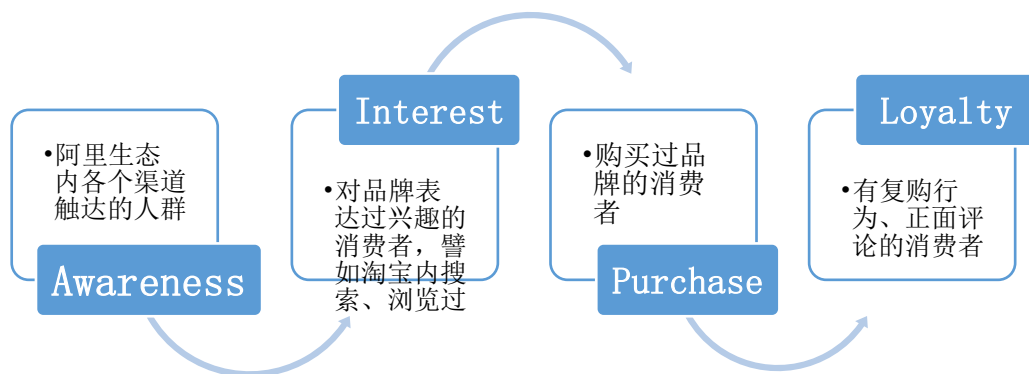 •阿里生态
内各个渠道
触达的人群
Awareness
Interest
•对品牌表
达过兴趣的
消费者，譬
如淘宝内搜
索、浏览过
•购买过品
牌的消费
者
Purchase
Loyalty
•有复购行
为、正面评
论的消费者